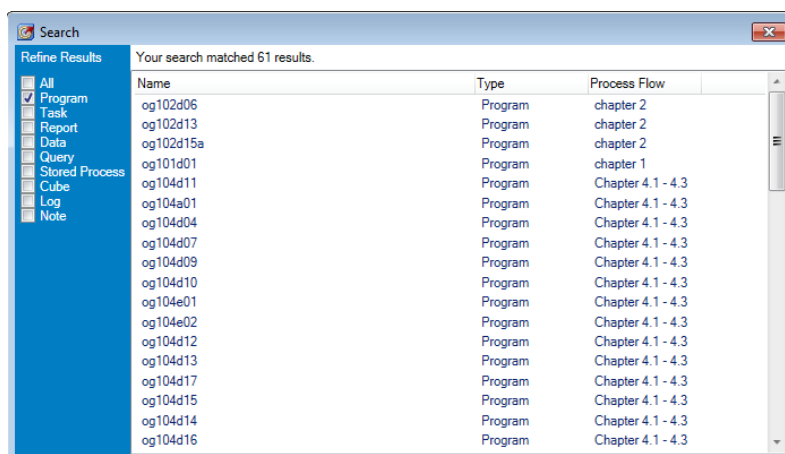 Search
Refine Results
Your search matched 61 results.
All
Program
Task
Report
Data
Query
Stored Process
Cube
Log
Note
Name Type Process Flow
og102d06 Program chapter 2
og102d13 Program chapter 2
og102d15a Program chapter 2
og101d01 Program chapter 1
og104d11 Program Chapter 4.1 - 4.3
og104a01 Program Chapter 4.1 - 4.3
og104d04 Program Chapter 4.1 - 4.3
og104d07 Program Chapter 4.1 - 4.3
og104d09 Program Chapter 4.1 - 4.3
og104d10 Program Chapter 4.1 - 4.3
og104e01 Program Chapter 4.1 - 4.3
og104e02 Program Chapter 4.1 - 4.3
og104d12 Program Chapter 4.1 - 4.3
og104d13 Program Chapter 4.1 - 4.3
og104d17 Program Chapter 4.1 - 4.3
og104d15 Program Chapter 4.1 - 4.3
og104d14 Program Chapter 4.1 - 4.3
og104d16 Program Chapter 4.1 - 4.3